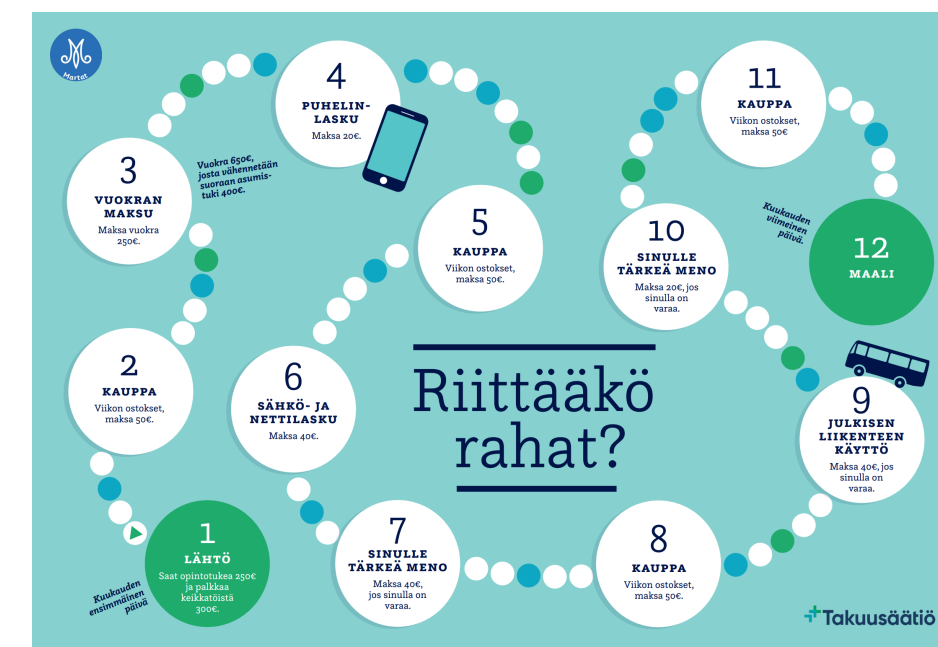 Martat
4
PUHELIN-
LASKU
Maksa 20€.
11
KAUPPA
Viikon ostokset,
maksa 50€
3
VUOKRAN
MAKSU
Maksa vuokra
250€.
Vuokra 650€,
josta vähennetään
suoraan asumis-
tuki 400€.
5
KAUPPA
Viikon ostokset,
maksa 50€.
10
SINULLE
TÄRKEÄ MENO
Maksa 20€, jos
sinulla on
varaa.
Kuukauden
viimeinen
päivä.
12
MAALI
2
KAUPPA
Viikon ostokset,
maksa 50€.
6
SÄHKÖ- JA
NETTILASKU
Maksa 40€.
Riittääkö
rahat?
9
JULKISEN
LIIKENTEEN
KÄYTTÖ
Maksa 40€, jos
sinulla on
varaa.
1
LÄHTÖ
Saat opintotukea 250€
ja palkkaa
keikkatöistä
300€.
Kuukauden
ensimmäinen
päivä
7
SINULLE
TÄRKEÄ MENO
Maksa 40€,
jos sinulla on
varaa.
8
KAUPPA
Viikon ostokset,
maksa 50€.
Takuusäätiö